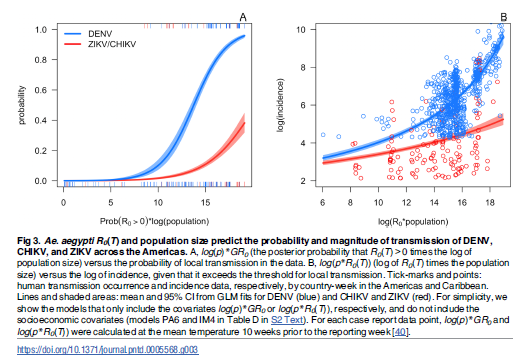 A
B
DENV
ZIKV/CHIKV
probability
1.0
0.8
0.6
0.4
0.2
0.0
0
5
10
15
Prob(R0 > 0)*log(population)
log(incidence)
10
8
6
4
2
6
8
10
12
14
16
18
log(R0*population)
Fig 3. Ae. aegypti R0(T) and population size predict the probability and magnitude of transmission of DENV,
CHIKV, and ZIKV across the Americas. A, log(p)*GR0 (the posterior probability that R0(T) > 0 times the log of
population size) versus the probability of local transmission in the data. B, log(p*R0(T)) (log of R0(T) times the population
size) versus the log of incidence, given that it exceeds the threshold for local transmission. Tick-marks and points:
human transmission occurrence and incidence data, respectively, by country-week in the Americas and Caribbean.
Lines and shaded areas: mean and 95% CI from GLM fits for DENV (blue) and CHIKV and ZIKV (red). For simplicity, we
show the models that only include the covariates log(p)*GR0 or log(p*R0(T)), respectively, and do not include the
socioeconomic covariates (models PA6 and IM4 in Table D in S2 Text). For each case report data point, log(p)*GR0 and
log(p*R0(T)) were calculated at the mean temperature 10 weeks prior to the reporting week [40].
https://doi.org/10.1371/journal.pntd.0005568.g003